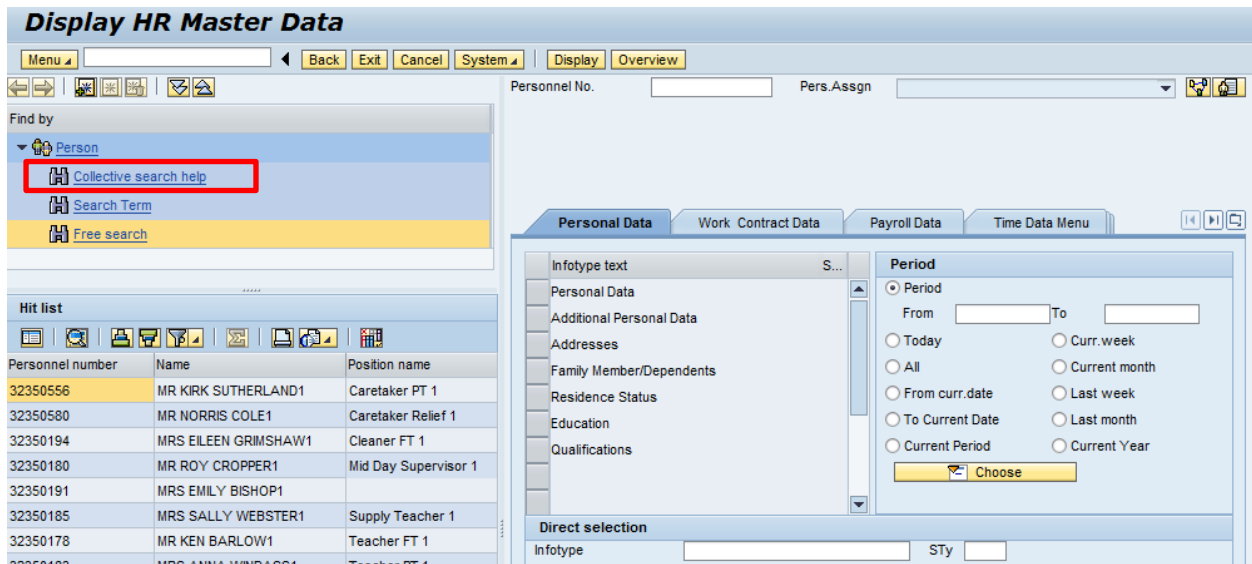 Display HR Master Data
Menu Back Exit Cancel System Display Overview
Personnel No. Pers.Assgn
Find by
Person
Collective search help
Search Term
Free search
Personal Data Work Contract Data Payroll Data Time Data Menu
Infotype text S...
Personal Data
Additional Personal Data
Addresses
Family Member/Dependents
Residence Status
Education
Qualifications
Period
Period
From To
Today Curr.week
All Current month
From curr.date Last week
To Current Date Last month
Current Period Current Year
Choose
Hit list
Personnel number Name Position name
32350556 MR KIRK SUTHERLAND1 Caretaker PT 1
32350580 MR NORRIS COLE1 Caretaker Relief 1
32350194 MRS EILEEN GRIMSHAW1 Cleaner FT 1
32350180 MR ROY CROPPER1 Mid Day Supervisor 1
32350191 MRS EMILY BISHOP1
32350185 MRS SALLY WEBSTER1 Supply Teacher 1
32350178 MR KEN BARLOW1 Teacher FT 1
Direct selection
Infotype STy